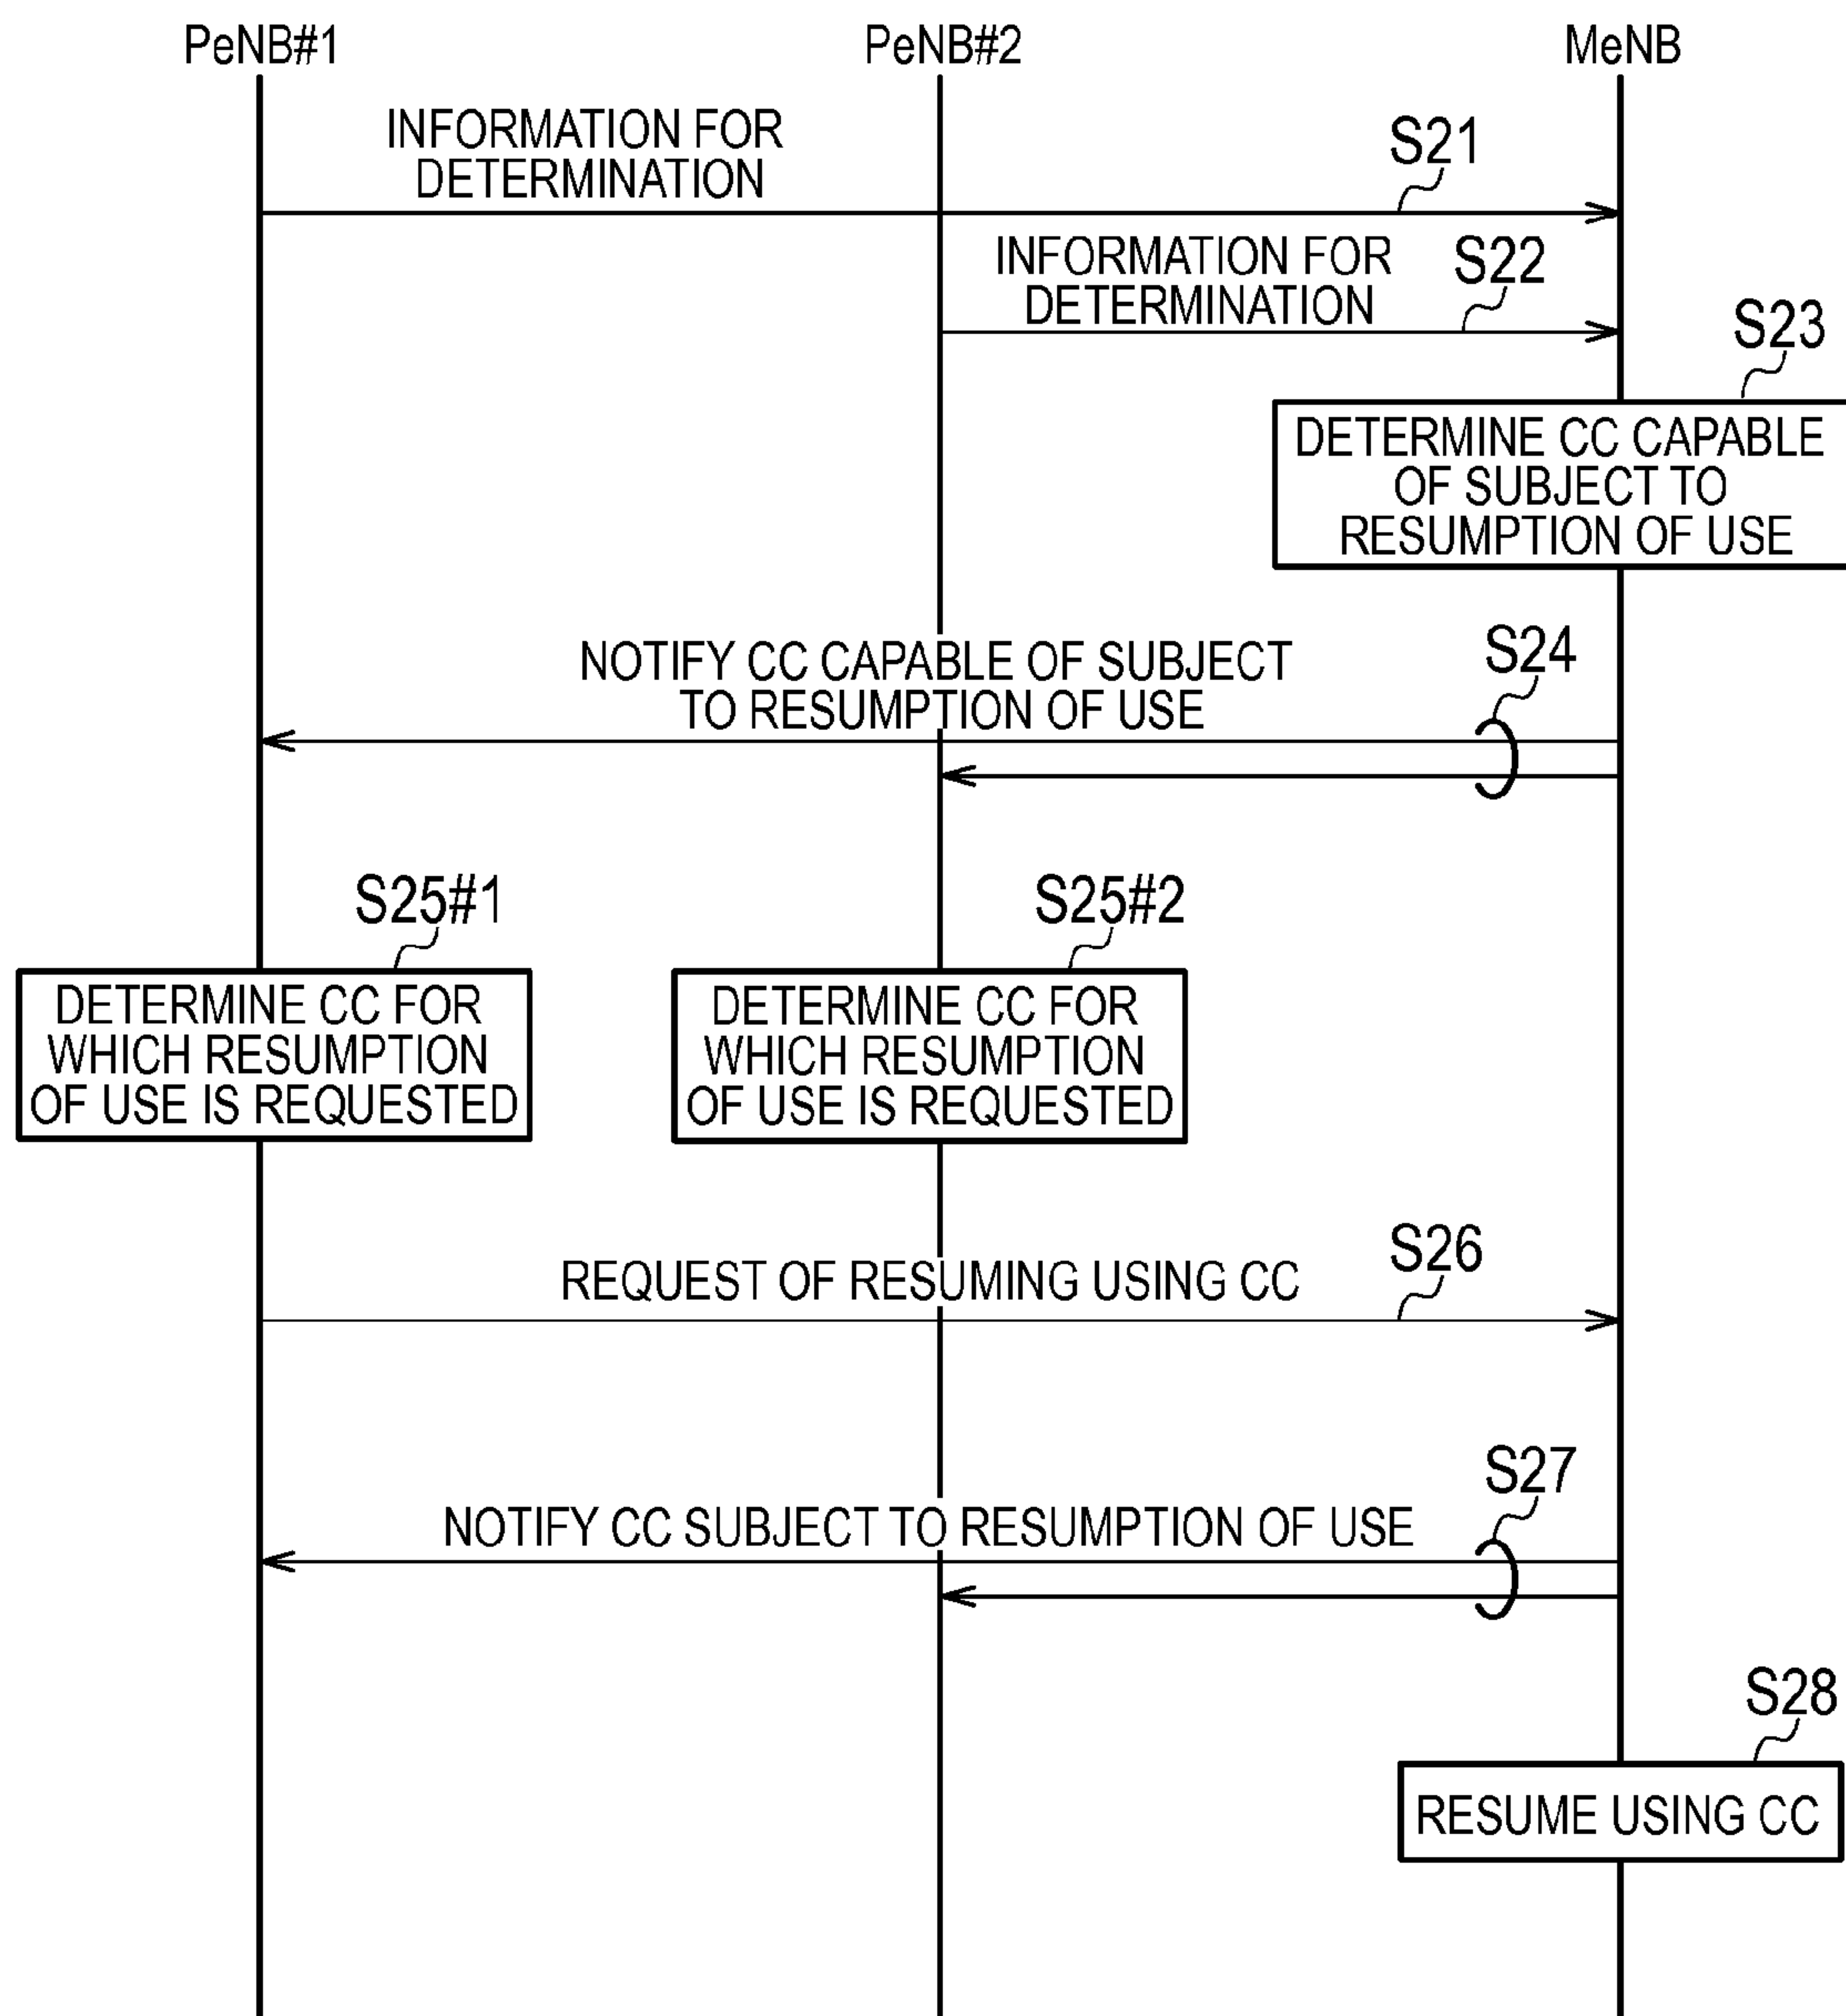 PeNB#1
PeNB#2
MeNB
INFORMATION FOR
DETERMINATION
S21
INFORMATION FOR
DETERMINATION
S22
S23
DETERMINE CC CAPABLE
OF SUBJECT TO
RESUMPTION OF USE
NOTIFY CC CAPABLE OF SUBJECT
TO RESUMPTION OF USE
S24
S25#1
DETERMINE CC FOR
WHICH RESUMPTION
OF USE IS REQUESTED
S25#2
DETERMINE CC FOR
WHICH RESUMPTION
OF USE IS REQUESTED
REQUEST OF RESUMING USING CC
S26
NOTIFY CC SUBJECT TO RESUMPTION OF USE
S27
S28
RESUME USING CC